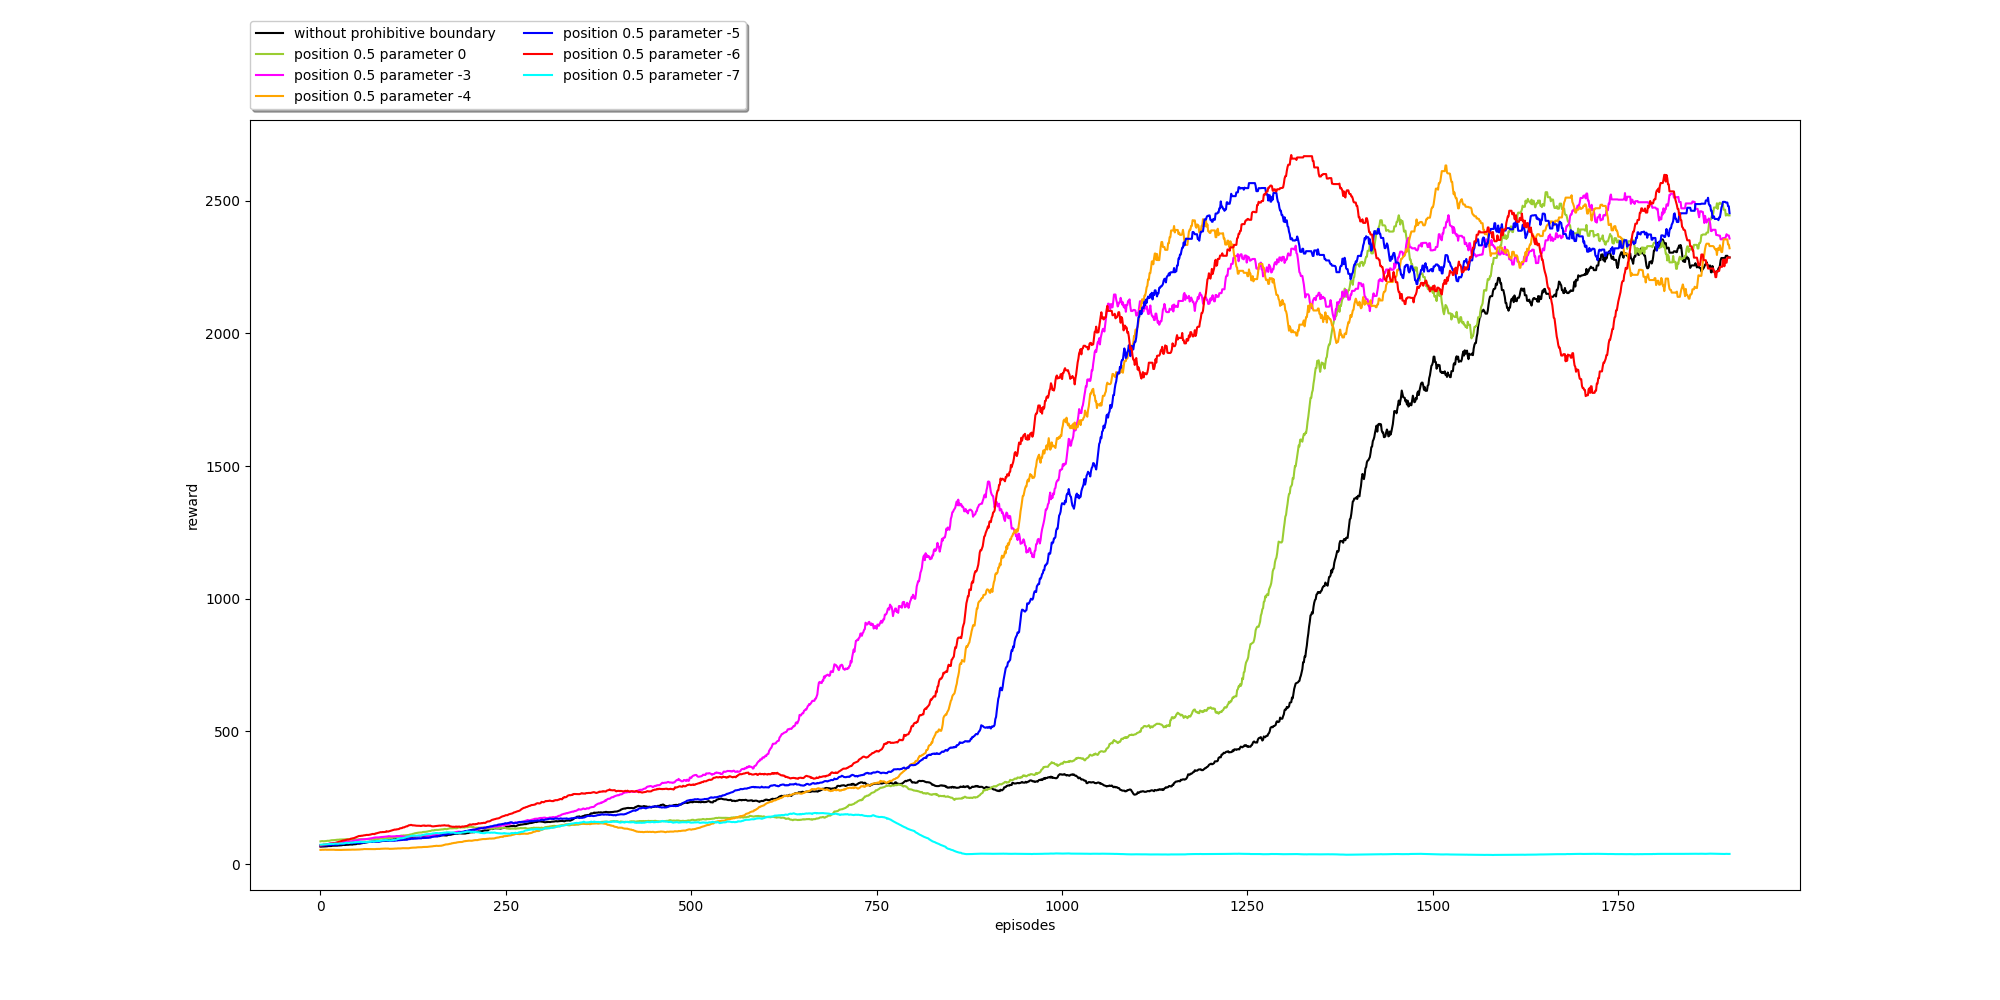 without prohibitive boundary
position 0.5 parameter 0
position 0.5 parameter -3
position 0.5 parameter -4
position 0.5 parameter -5
position 0.5 parameter -6
position 0.5 parameter -7
2500
2000
1500
1000
500
0
reward
0 250 500 750 1000 1250 1500 1750
episodes